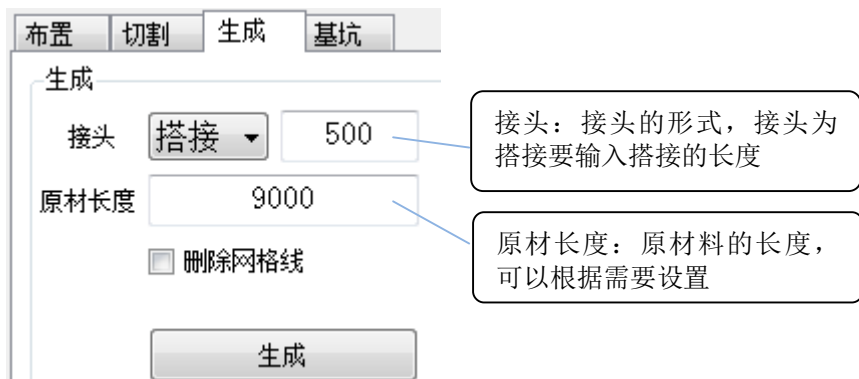 布置 切割 生成 基坑
生成
接头 搭接 500
接头：接头的形式，接头为
搭接要输入搭接的长度
原材长度 9000
原材长度：原材料的长度，
可以根据需要设置
删除网格线
生成